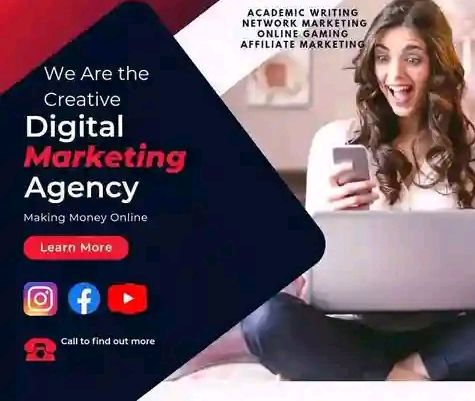 ACADEMIC WRITING
NETWORK MARKETING
ONLINE GAMING
AFFILIATE MARKETING
We Are the
Creative
Digital
Marketing
Agency
Making Money Online
Learn More
Call to find out more